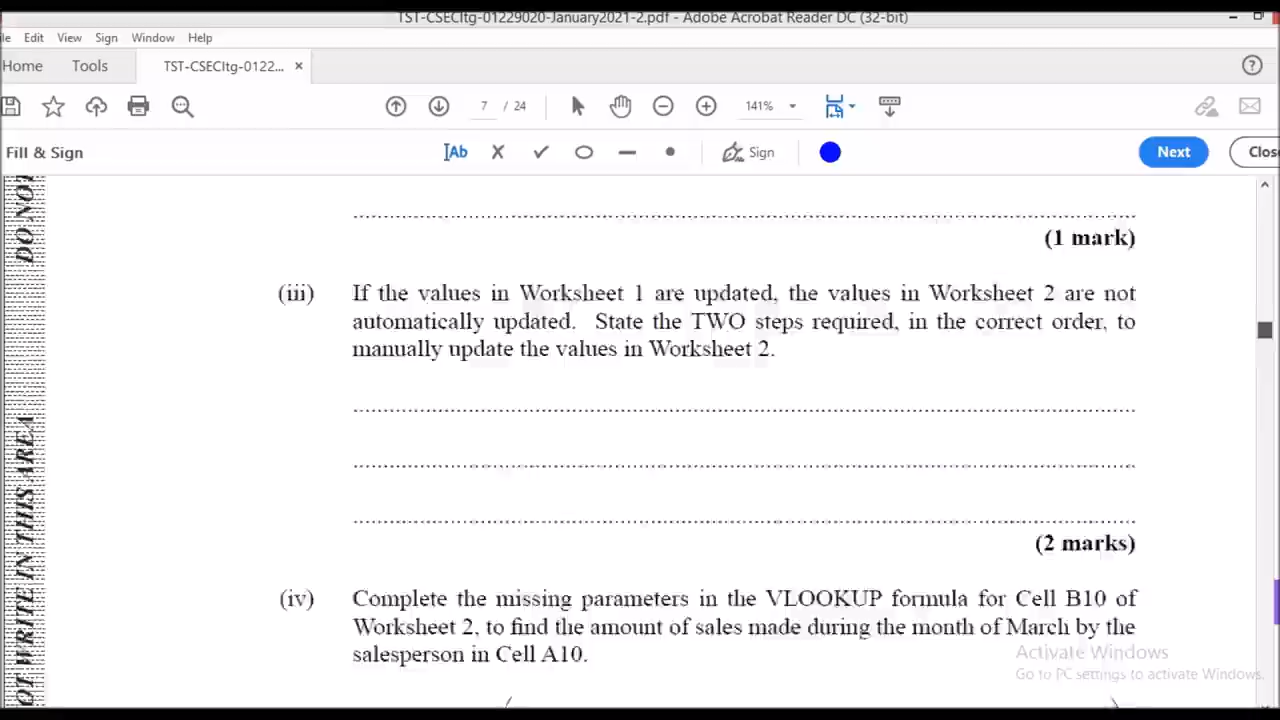 TST-CSECItg-01229020-January2021-2.pdf - Adobe Acrobat Reader DC (32-bit)
Edit View Sign Window Help
Home Tools TST-CSECItg-0122... ×
7 / 24 141%
Fill & Sign Ab Sign Next Clos
(1 mark)
(iii) If the values in Worksheet 1 are updated, the values in Worksheet 2 are not
automatically updated. State the TWO steps required, in the correct order, to
manually update the values in Worksheet 2.
(2 marks)
(iv) Complete the missing parameters in the VLOOKUP formula for Cell B10 of
Worksheet 2, to find the amount of sales made during the month of March by the
salesperson in Cell A10.
Activate Windows
Go to PC settings to activate Windows.